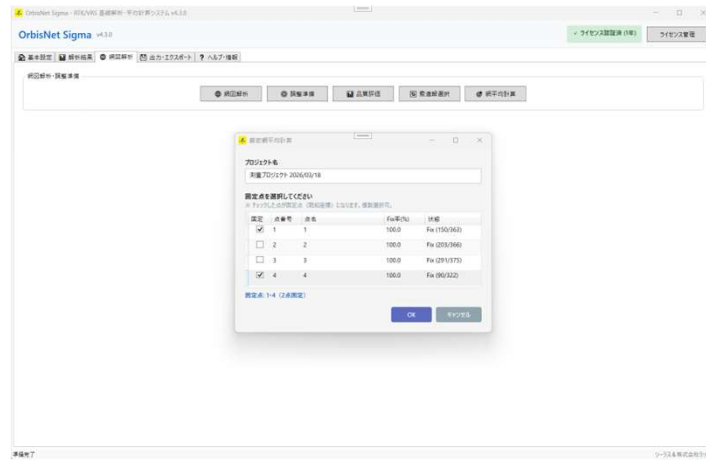 OrbisNet Sigma - RTK/VRS 基線解析・平均計算システム v4.3.0
OrbisNet Sigma v4.3.0
✓ ライセンス認証済 (1年)
ライセンス管理
基本設定 解析結果 網図解析 出力・エクスポート ? ヘルプ・情報
網図解析・調整準備
網図解析 調整準備 品質評価 最適解選択 網平均計算
固定網平均計算
プロジェクト名
測量プロジェクト 2026/03/18
固定点を選択してください
※ チェックした点が固定点（既知座標）となります。複数選択可。
固定 点番号 点名 Fix率(%) 状態
1 1 100.0 Fix (150/363)
2 2 100.0 Fix (203/366)
3 3 100.0 Fix (291/375)
4 4 100.0 Fix (90/322)
固定点: 1-4 (2点固定)
OK キャンセル
準備完了